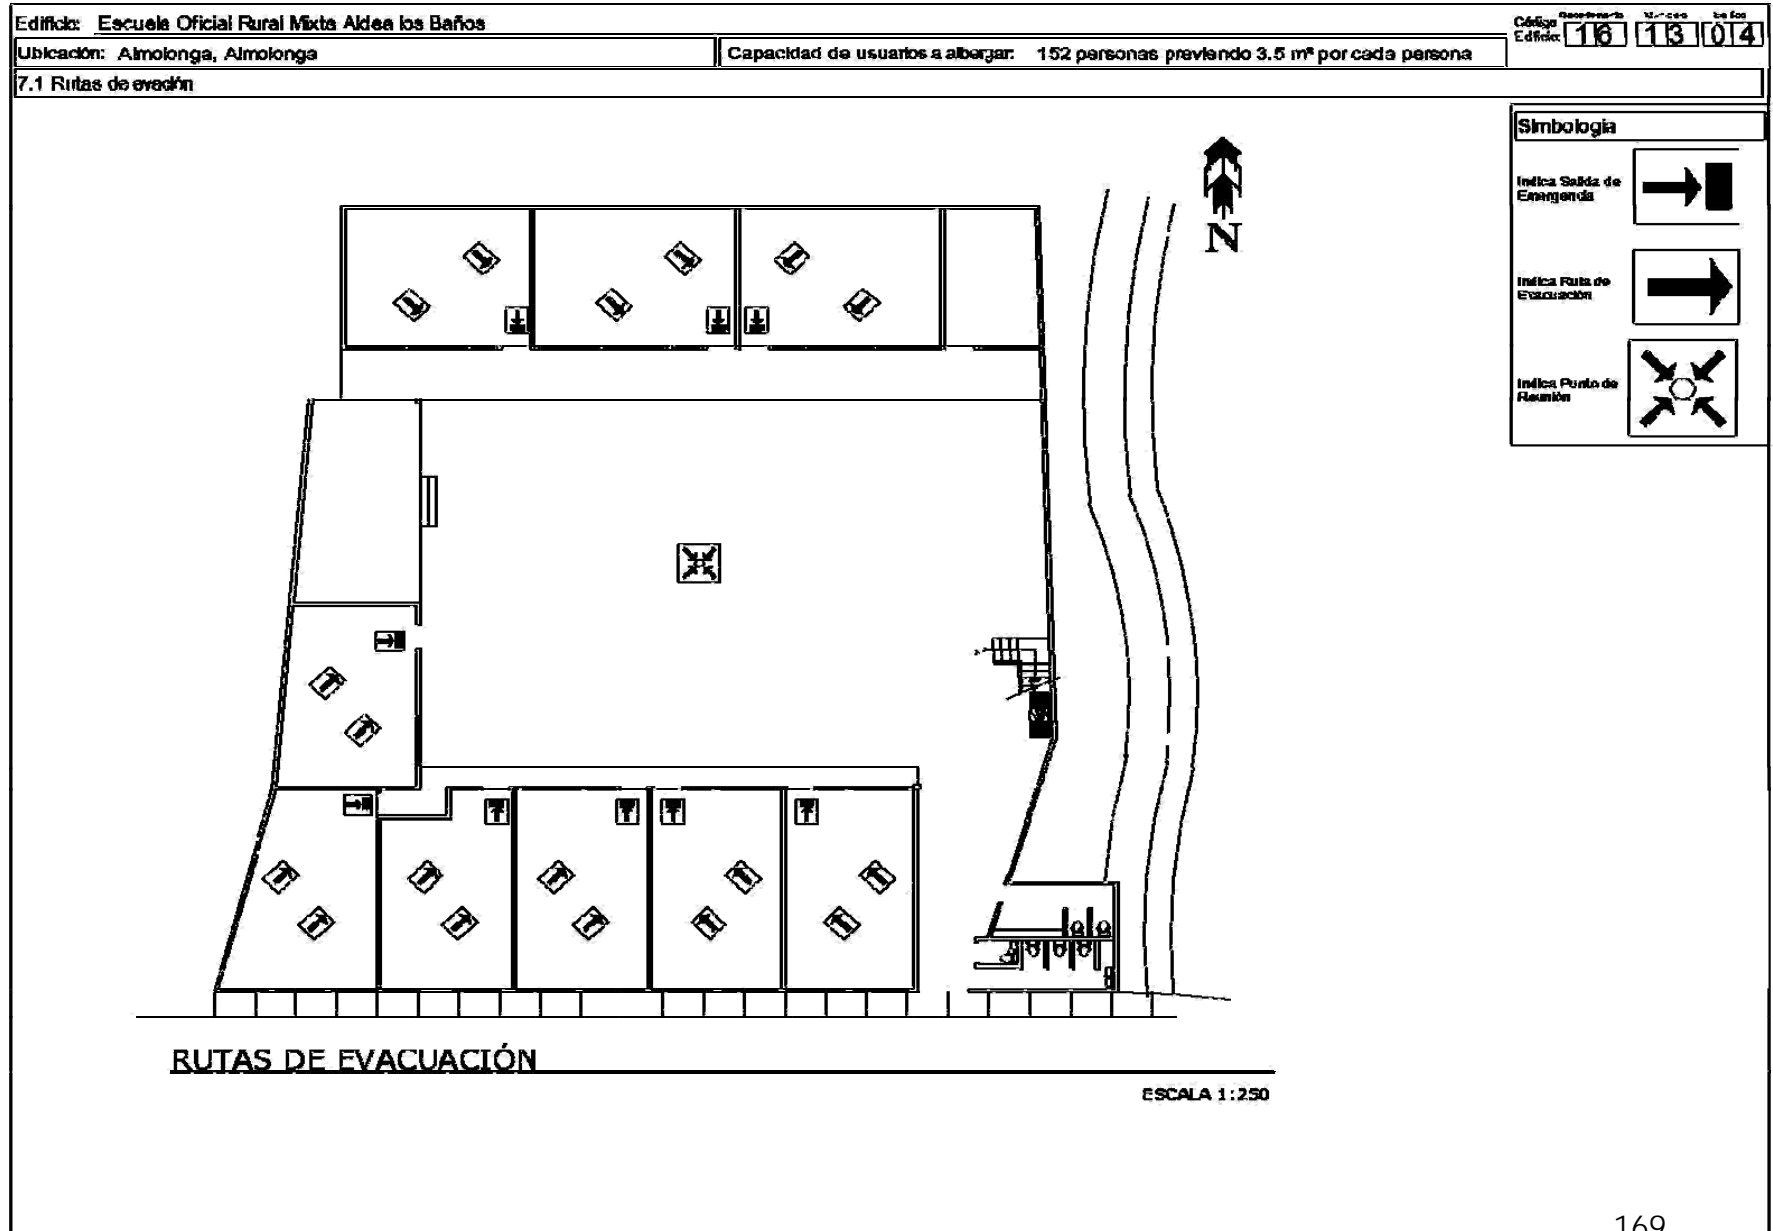 Edificio: Escuela Oficial Rural Mixta Aldea los Baños
Código Edificio: 16 13 04
Ubicación: Almolonga, Almolonga
Capacidad de usuarios a albergar: 152 personas previendo 3.5 m² por cada persona
7.1 Rutas de evación
Simbología
Indica Salida de
Emergencia
Indica Ruta de
Evacuación
Indica Punto de
Reunión
N
RUTAS DE EVACUACIÓN
ESCALA 1:250
169